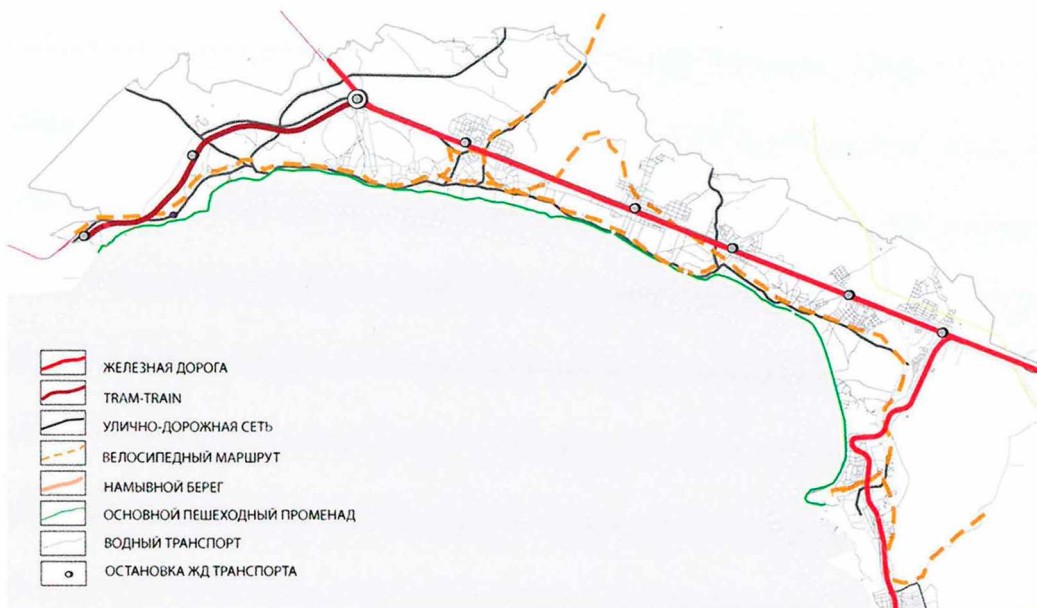 ЖЕЛЕЗНАЯ ДОРОГА
TRAM-TRAIN
УЛИЧНО-ДОРОЖНАЯ СЕТЬ
ВЕЛОСИПЕДНЫЙ МАРШРУТ
НАМЫВНОЙ БЕРЕГ
ОСНОВНОЙ ПЕШЕХОДНЫЙ ПРОМЕНАД
ВОДНЫЙ ТРАНСПОРТ
ОСТАНОВКА ЖД ТРАНСПОРТА